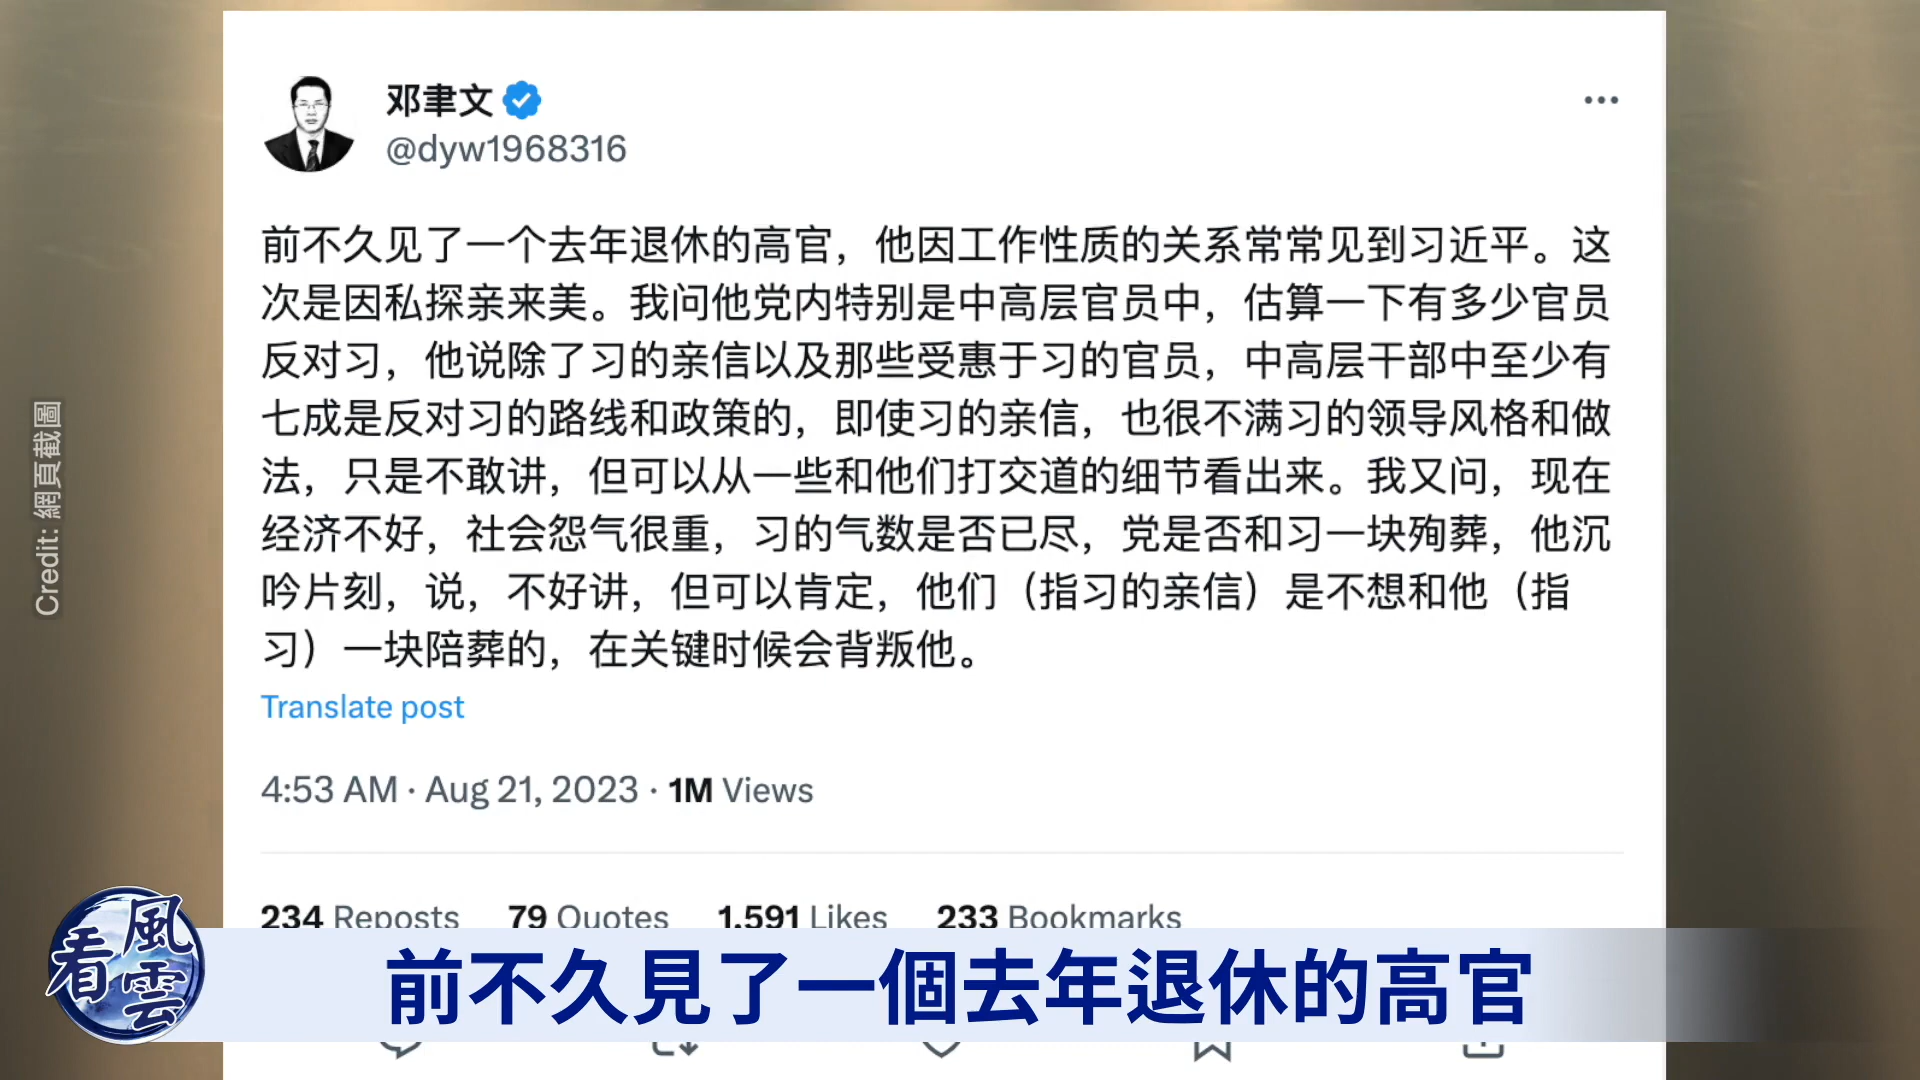 邓聿文
@dyw1968316
前不久见了一个去年退休的高官，他因工作性质的关系常常见到习近平。这
次是因私探亲来美。我问他党内特别是中高层官员中，估算一下有多少官员
反对习，他说除了习的亲信以及那些受惠于习的官员，中高层干部中至少有
七成是反对习的路线和政策的，即使习的亲信，也很不满习的领导风格和做
法，只是不敢讲，但可以从一些和他们打交道的细节看出来。我又问，现在
经济不好，社会怨气很重，习的气数是否已尽，党是否和习一块殉葬，他沉
吟片刻，说，不好讲，但可以肯定，他们（指习的亲信）是不想和他（指
习）一块陪葬的，在关键时候会背叛他。
Translate post
4:53 AM · Aug 21, 2023 · 1M Views
234 Reposts 79 Quotes 1,591 Likes 233 Bookmarks
前不久見了一個去年退休的高官
風雲
看
Credit: 網頁截圖